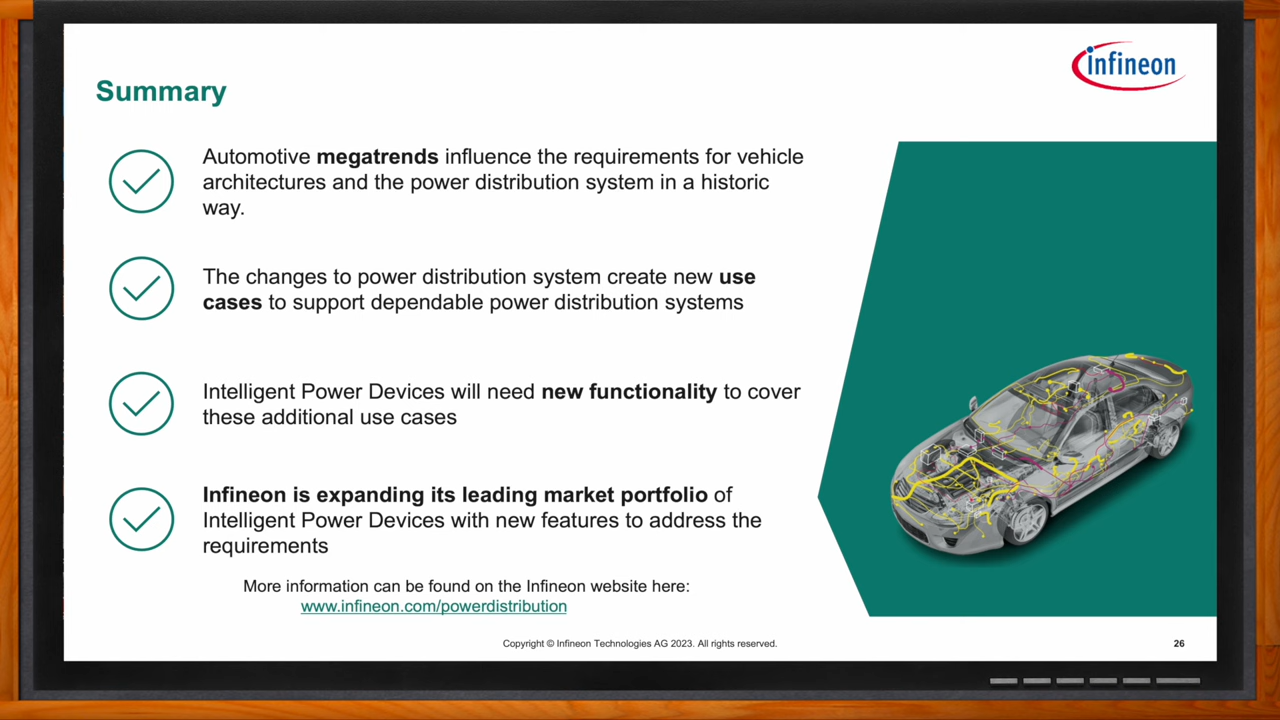 infineon
Summary
Automotive megatrends influence the requirements for vehicle
architectures and the power distribution system in a historic
way.
The changes to power distribution system create new use
cases to support dependable power distribution systems
Intelligent Power Devices will need new functionality to cover
these additional use cases
Infineon is expanding its leading market portfolio of
Intelligent Power Devices with new features to address the
requirements
More information can be found on the Infineon website here:
www.infineon.com/powerdistribution
Copyright © Infineon Technologies AG 2023. All rights reserved.
26